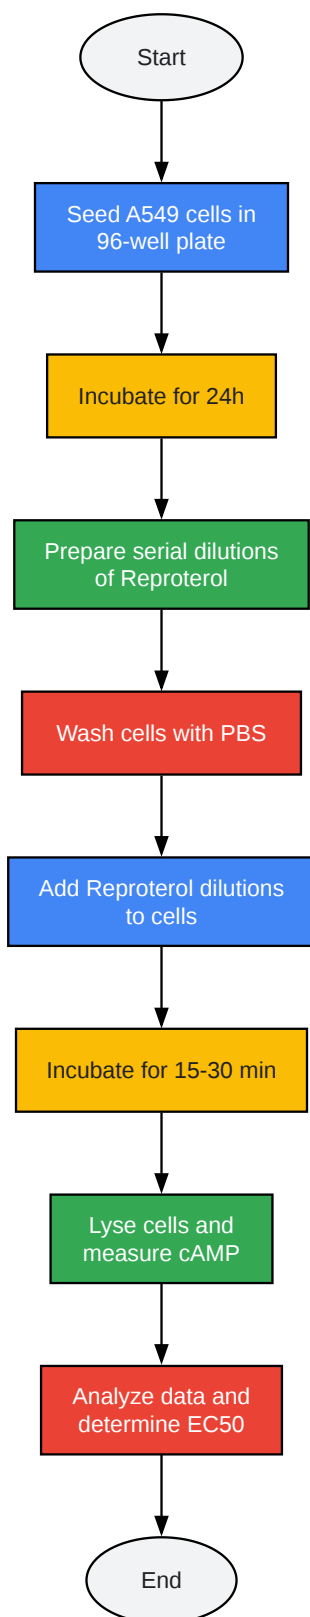 Start
Seed A549 cells in
96-well plate
Incubate for 24h
Prepare serial dilutions
of Reproterol
Wash cells with PBS
Add Reproterol dilutions
to cells
Incubate for 15-30 min
Lyse cells and
measure cAMP
Analyze data and
determine EC50
End